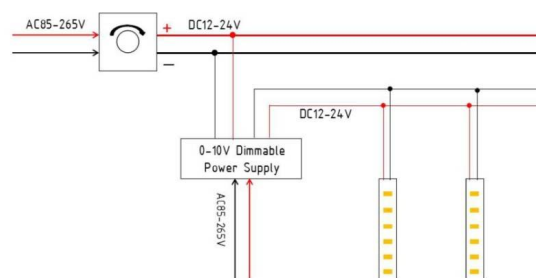 AC85-265V
+
DC12-24V
−
DC12-24V
0-10V Dimmable
Power Supply
AC85-265V